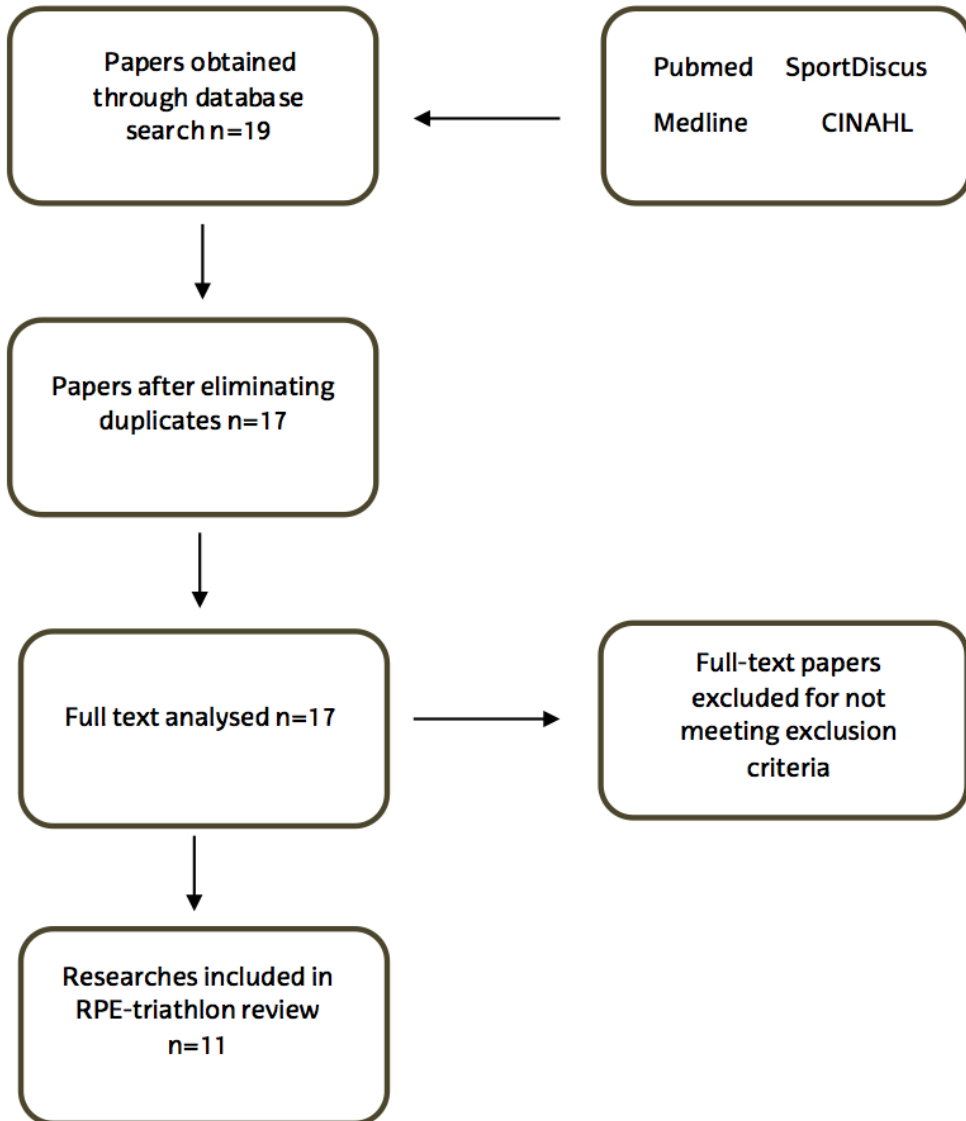 Papers obtained
through database
search n=19
Pubmed SportDiscus
Medline CINAHL
Papers after eliminating
duplicates n=17
Full text analysed n=17
Full-text papers
excluded for not
meeting exclusion
criteria
Researches included in
RPE-triathlon review
n=11